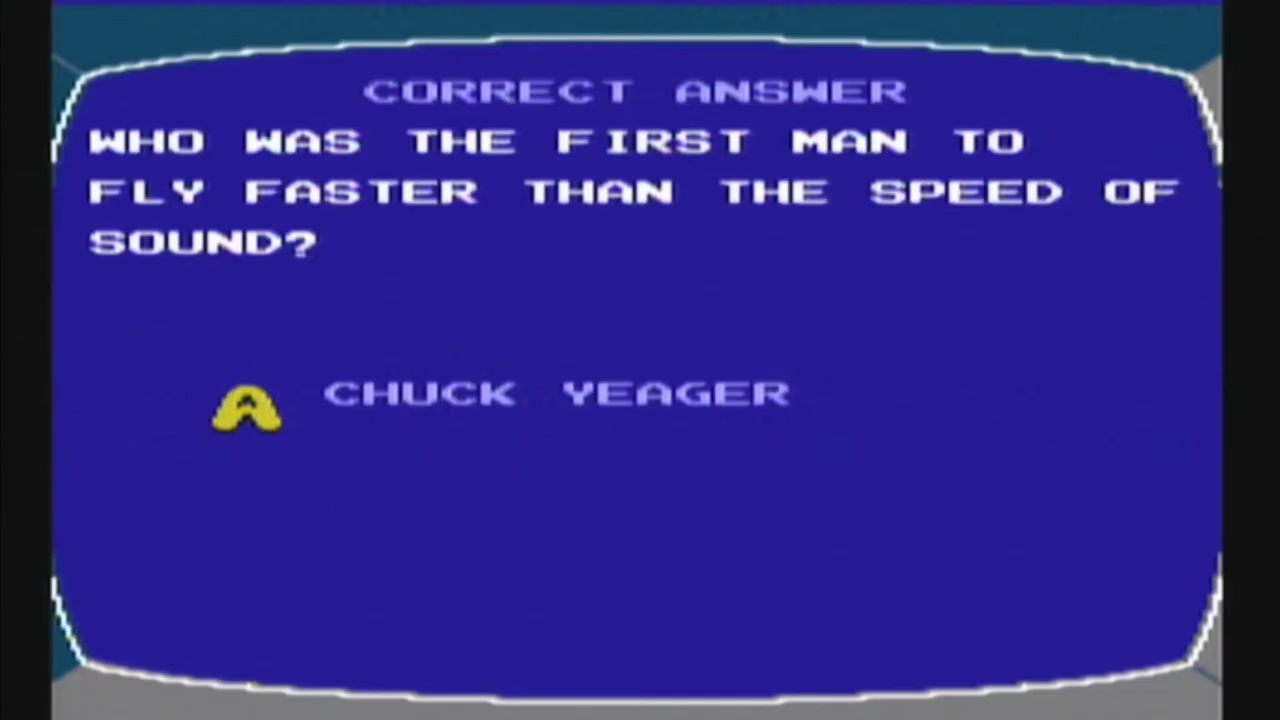 CORRECT ANSWER
WHO WAS THE FIRST MAN TO
FLY FASTER THAN THE SPEED OF
SOUND?
A CHUCK YEAGER